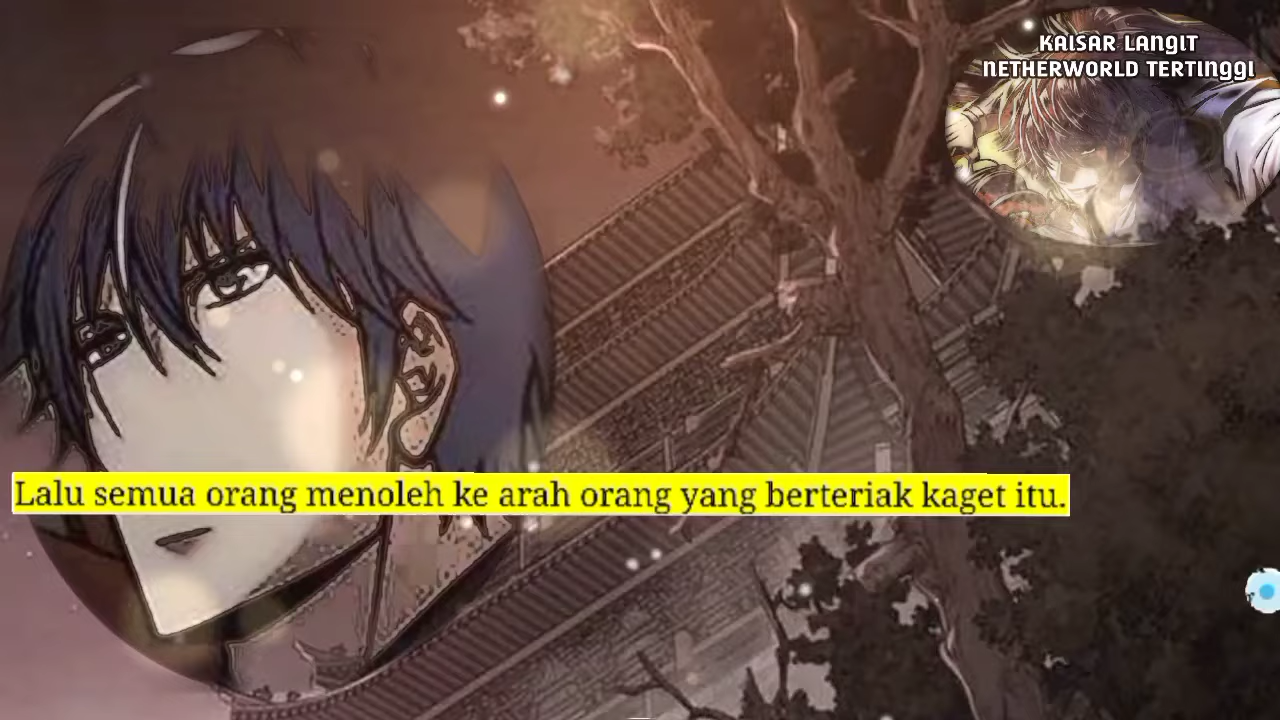 KAISAR LANGIT
NETHERWORLD TERTINGGI
Lalu semua orang menoleh ke arah orang yang berteriak kaget itu.